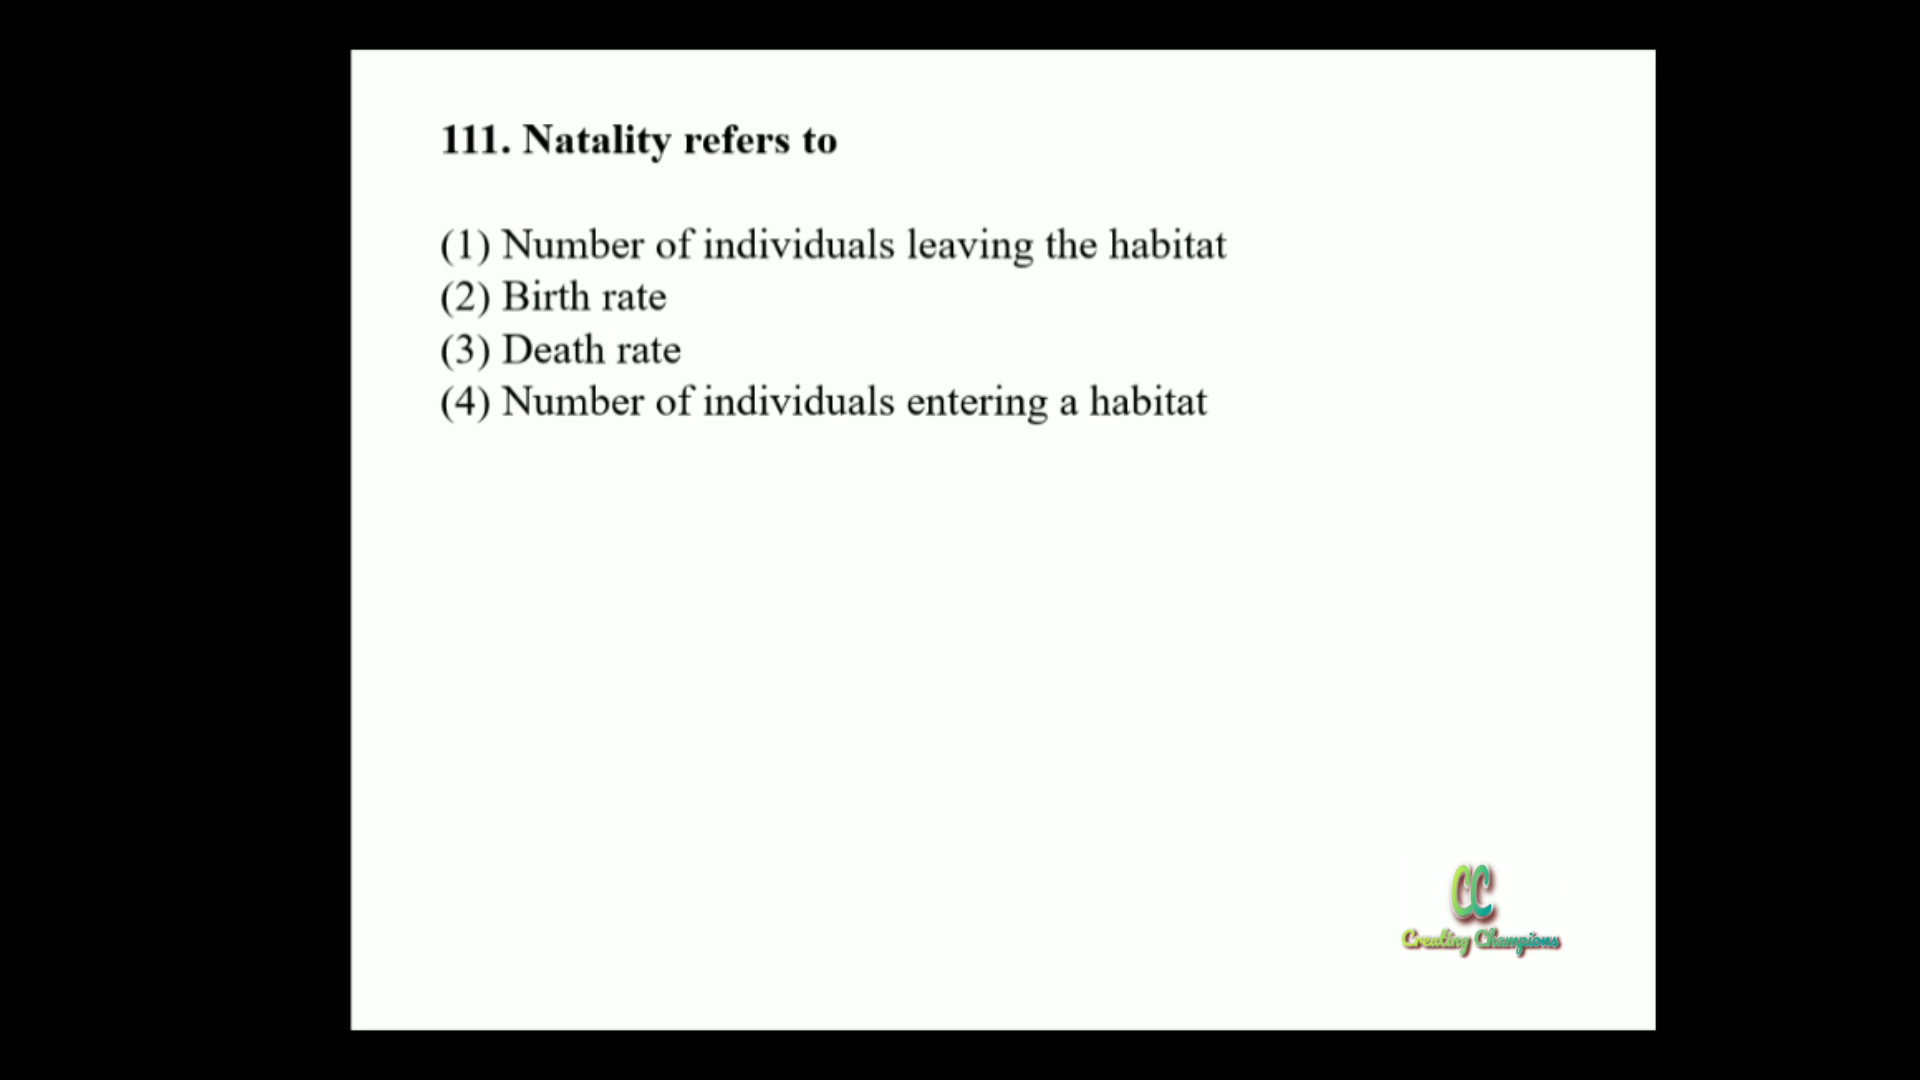 111. Natality refers to
(1) Number of individuals leaving the habitat
(2) Birth rate
(3) Death rate
(4) Number of individuals entering a habitat
CC
Creating Champions